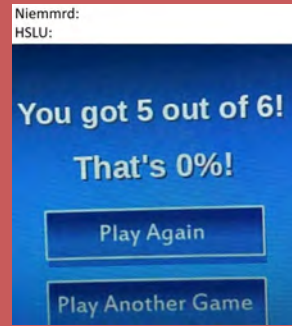 Niemmrd:
HSLU:
You got 5 out of 6!
That's 0%!
Play Again
Play Another Game